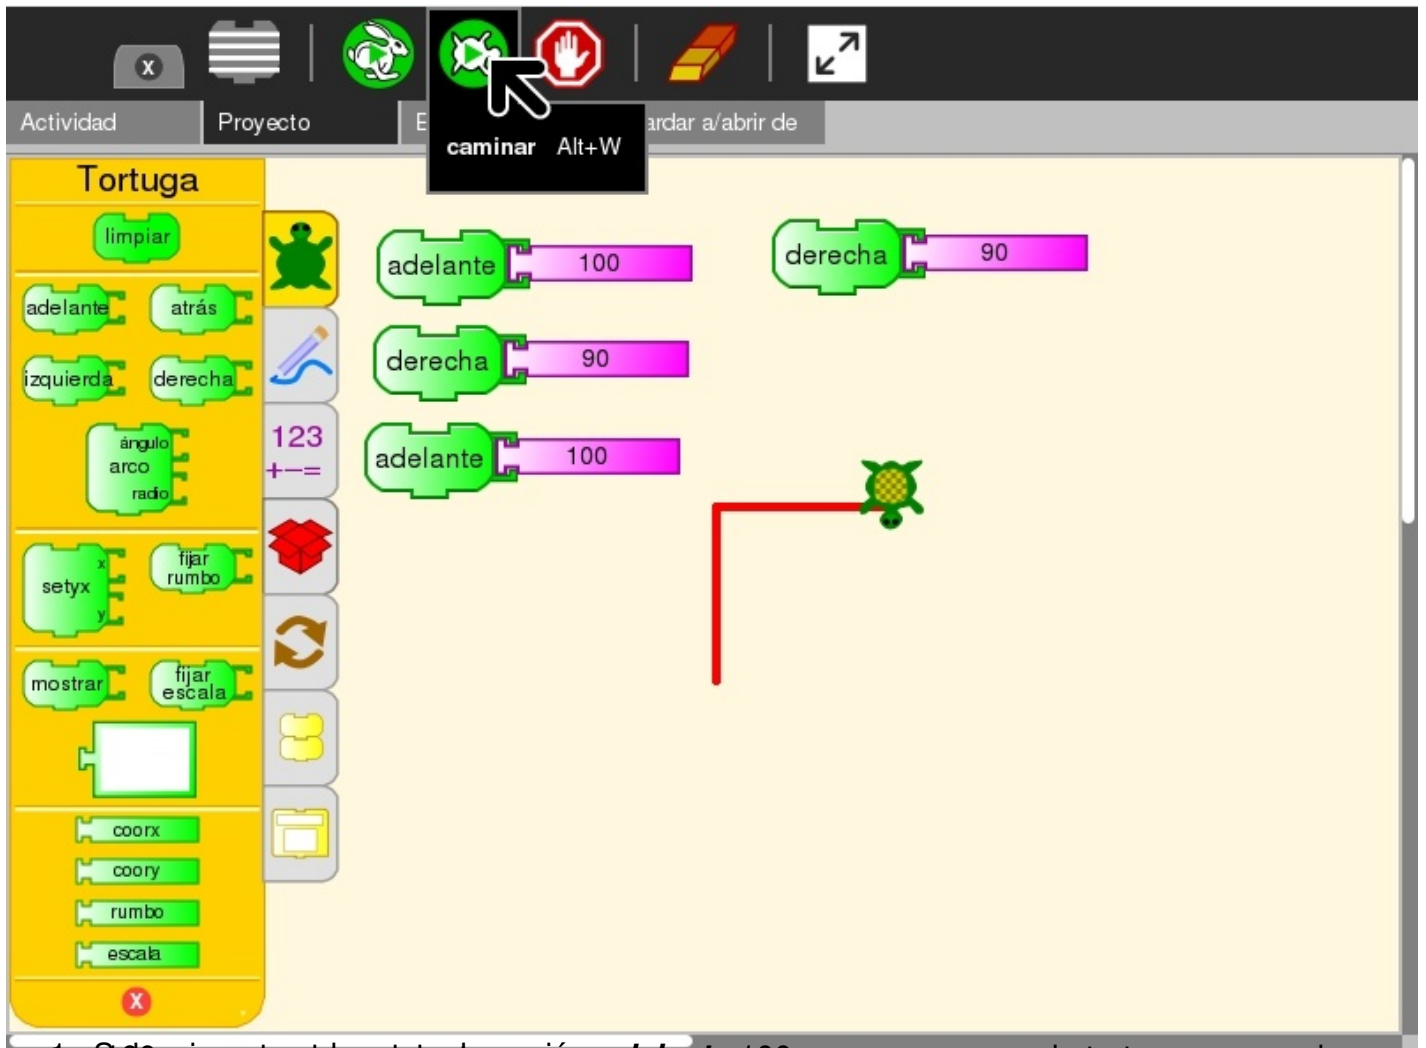 X
Actividad
Proyecto
E
ardar a/abrir de
caminar Alt+W
Tortuga
limpiar
adelante
atrás
izquierda
derecha
ángulo
arco
radio
setyx
x
y
fijar
rumbo
mostrar
fijar
escala
coorx
coory
rumbo
escala
X
123
+−=
adelante 100
derecha 90
adelante 100
derecha 90